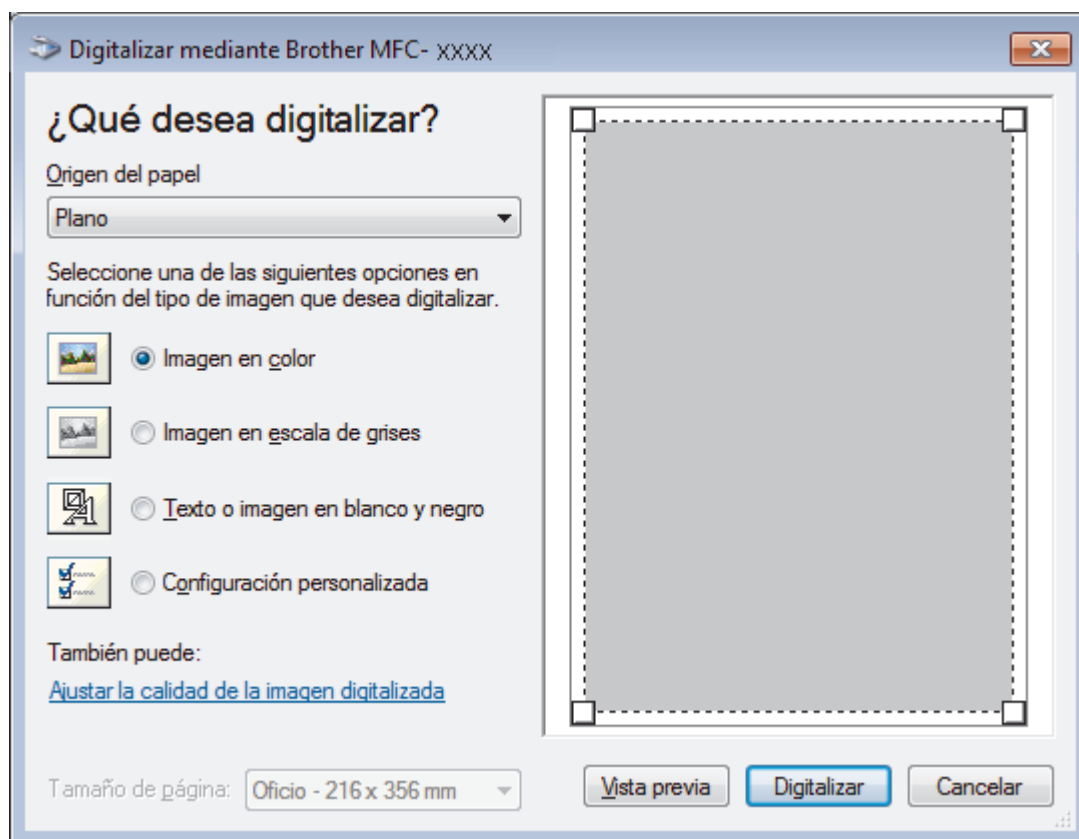 Digitalizar mediante Brother MFC- xxxx
¿Qué desea digitalizar?
Origen del papel
Plano
Seleccione una de las siguientes opciones en
función del tipo de imagen que desea digitalizar.
Imagen en color
Imagen en escala de grises
Texto o imagen en blanco y negro
Configuración personalizada
También puede:
Ajustar la calidad de la imagen digitalizada
Tamaño de página: Oficio - 216 x 356 mm
Vista previa Digitalizar Cancelar